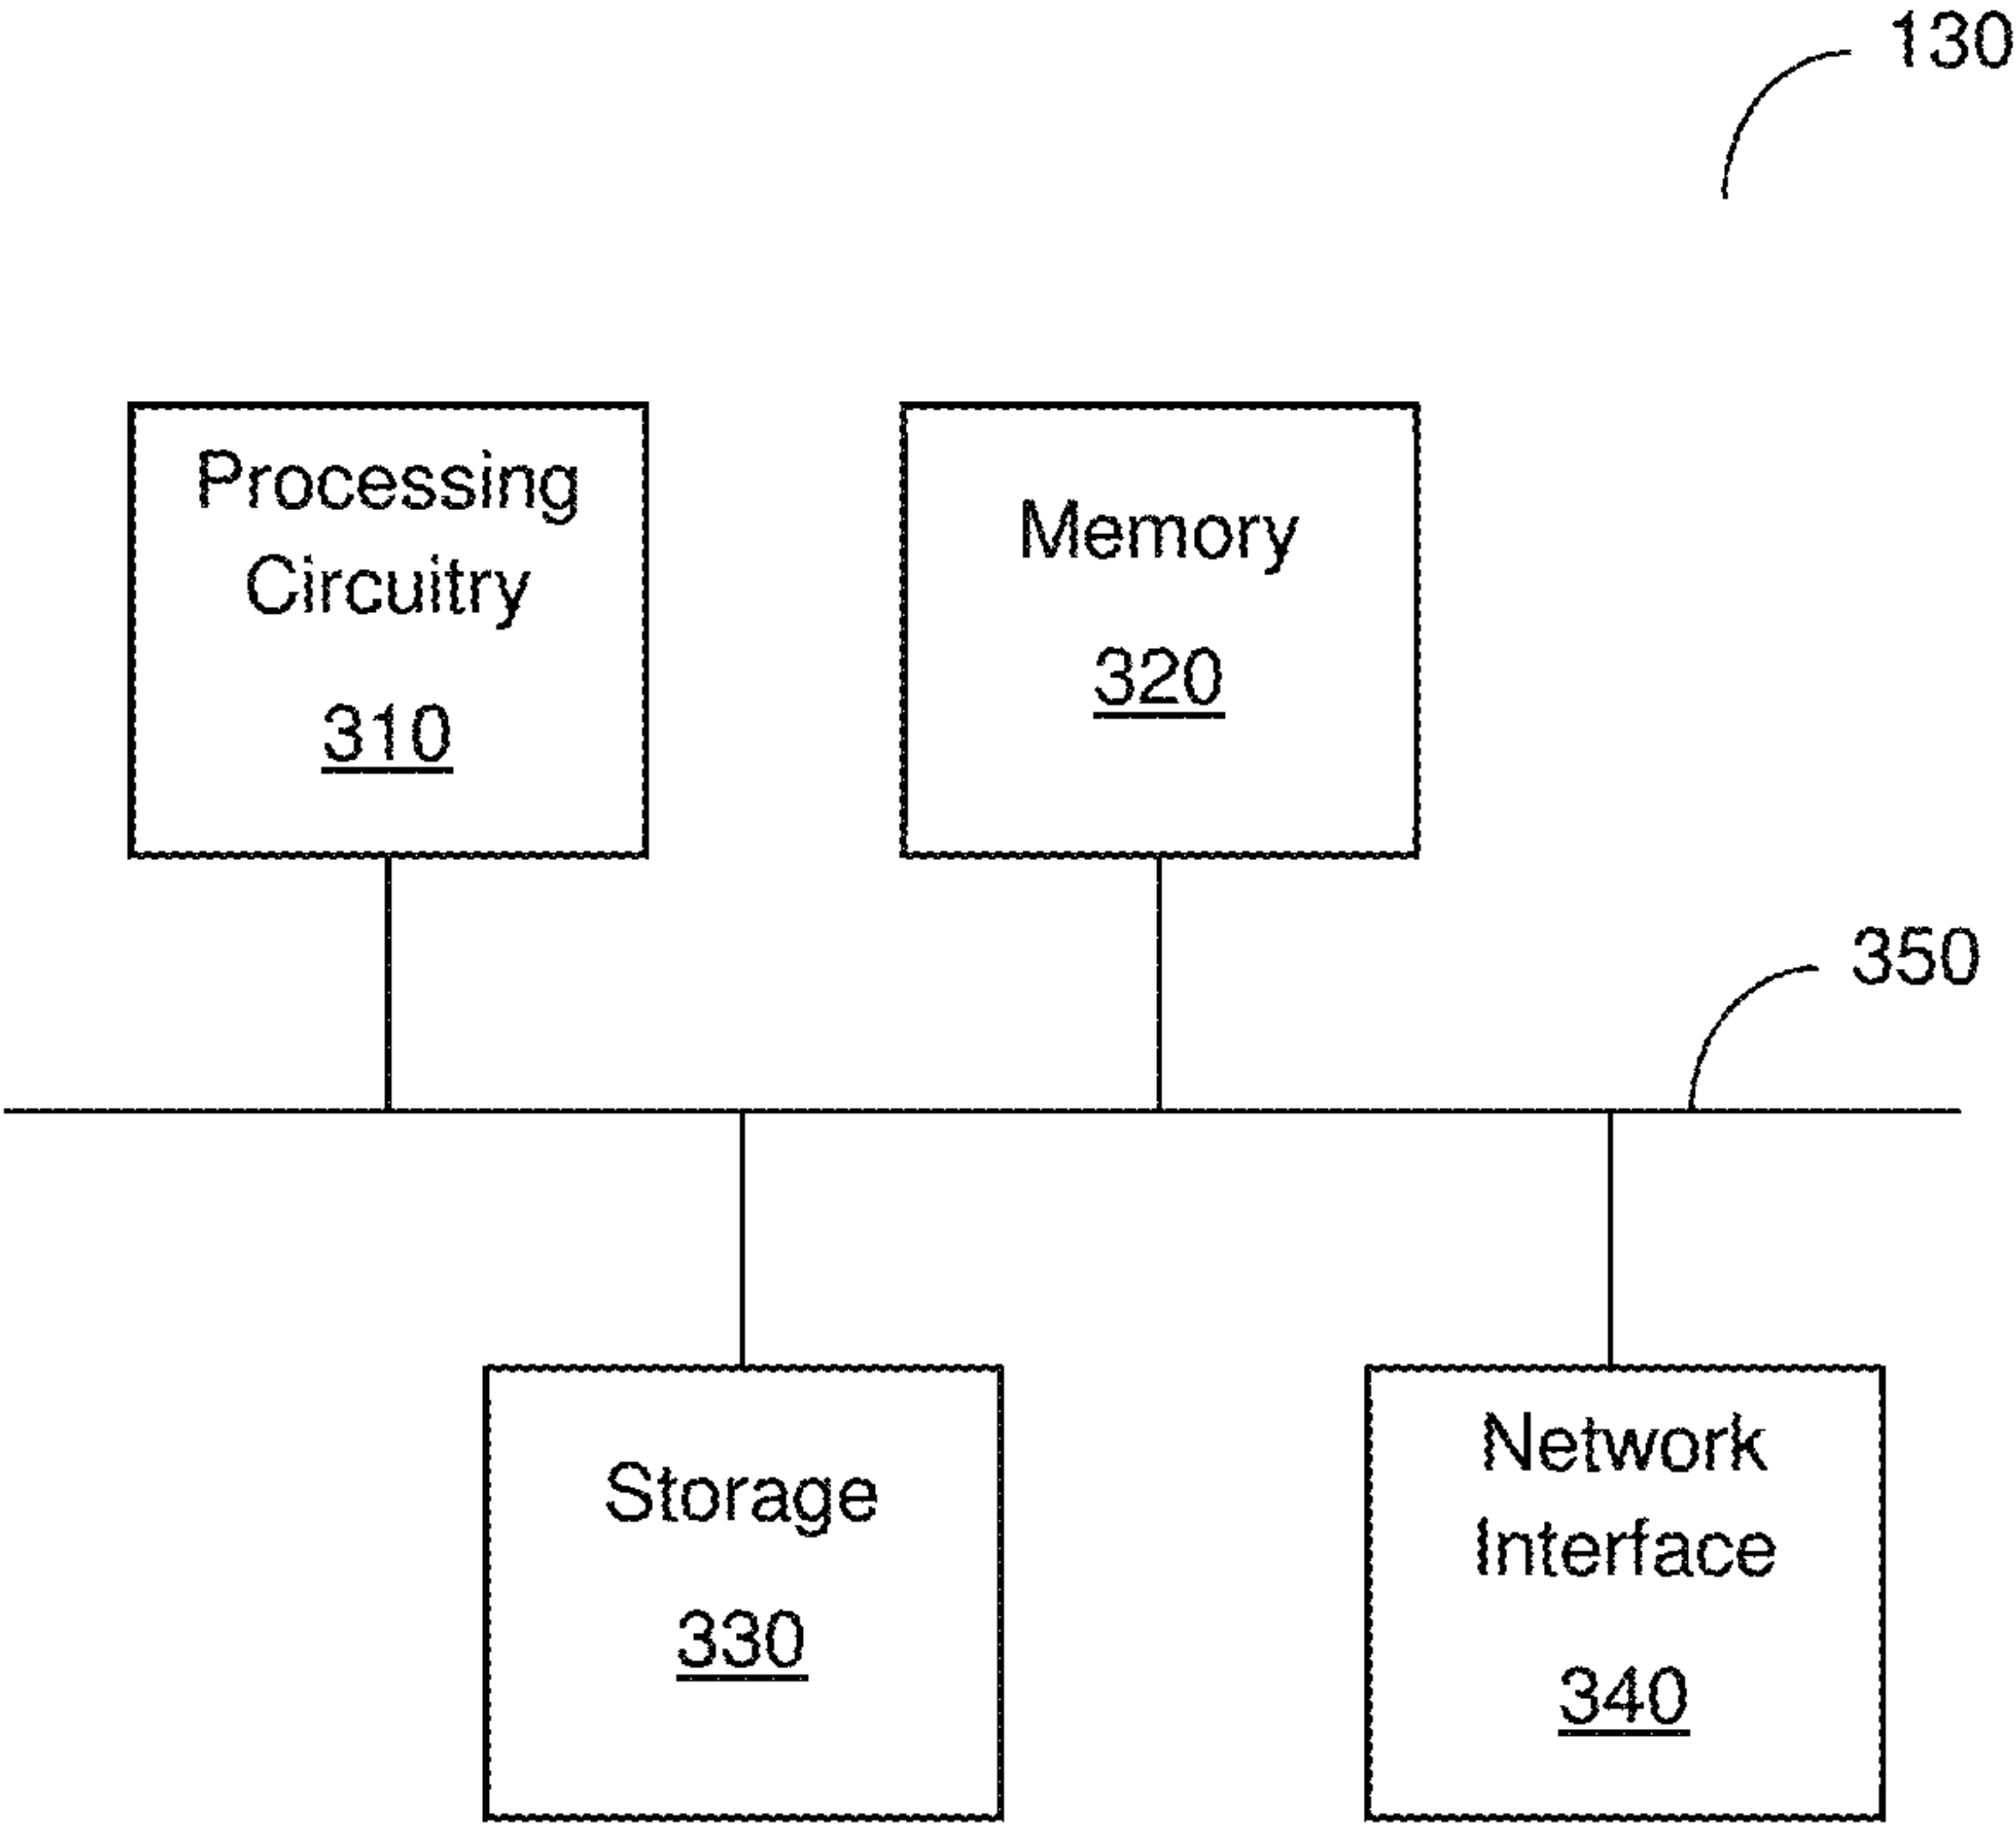 130
Processing
Circuitry
310
Memory
320
350
Storage
330
Network
Interface
340